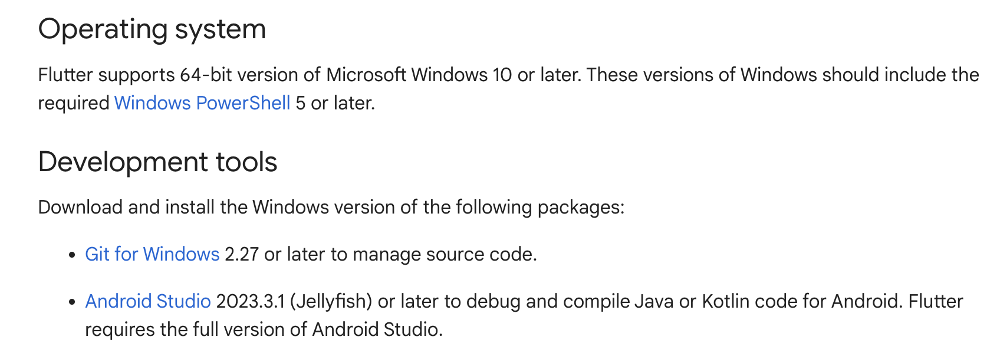 Operating system
Flutter supports 64-bit version of Microsoft Windows 10 or later. These versions of Windows should include the
required Windows PowerShell 5 or later.
Development tools
Download and install the Windows version of the following packages:
• Git for Windows 2.27 or later to manage source code.
• Android Studio 2023.3.1 (Jellyfish) or later to debug and compile Java or Kotlin code for Android. Flutter
requires the full version of Android Studio.